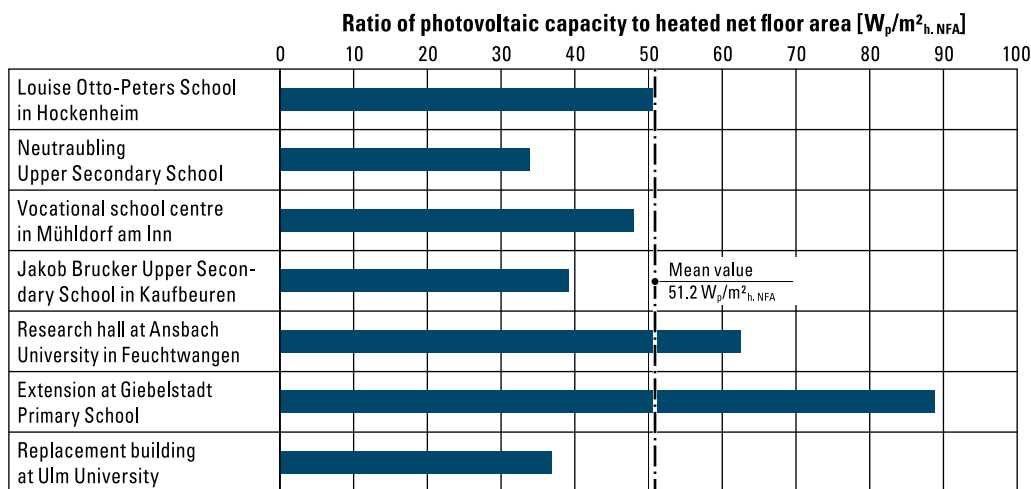 Ratio of photovoltaic capacity to heated net floor area [Wₚ/m²ₕ. NFA]
0 10 20 30 40 50 60 70 80 90 100
Louise Otto-Peters School
in Hockenheim
Neutraubling
Upper Secondary School
Vocational school centre
in Mühldorf am Inn
Jakob Brucker Upper Secon-
dary School in Kaufbeuren
Mean value
51.2 Wₚ/m²ₕ. NFA
Research hall at Ansbach
University in Feuchtwangen
Extension at Giebelstadt
Primary School
Replacement building
at Ulm University